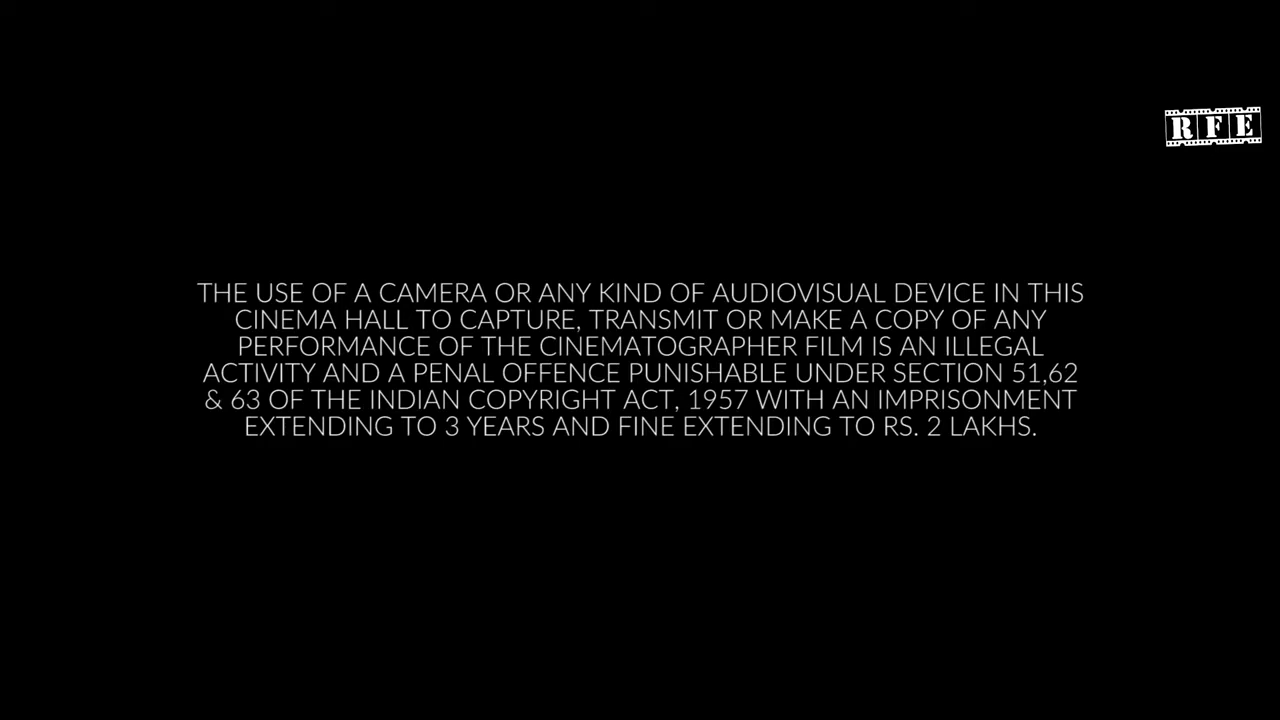 RFE
THE USE OF A CAMERA OR ANY KIND OF AUDIOVISUAL DEVICE IN THIS
CINEMA HALL TO CAPTURE, TRANSMIT OR MAKE A COPY OF ANY
PERFORMANCE OF THE CINEMATOGRAPHER FILM IS AN ILLEGAL
ACTIVITY AND A PENAL OFFENCE PUNISHABLE UNDER SECTION 51,62
& 63 OF THE INDIAN COPYRIGHT ACT, 1957 WITH AN IMPRISONMENT
EXTENDING TO 3 YEARS AND FINE EXTENDING TO RS. 2 LAKHS.